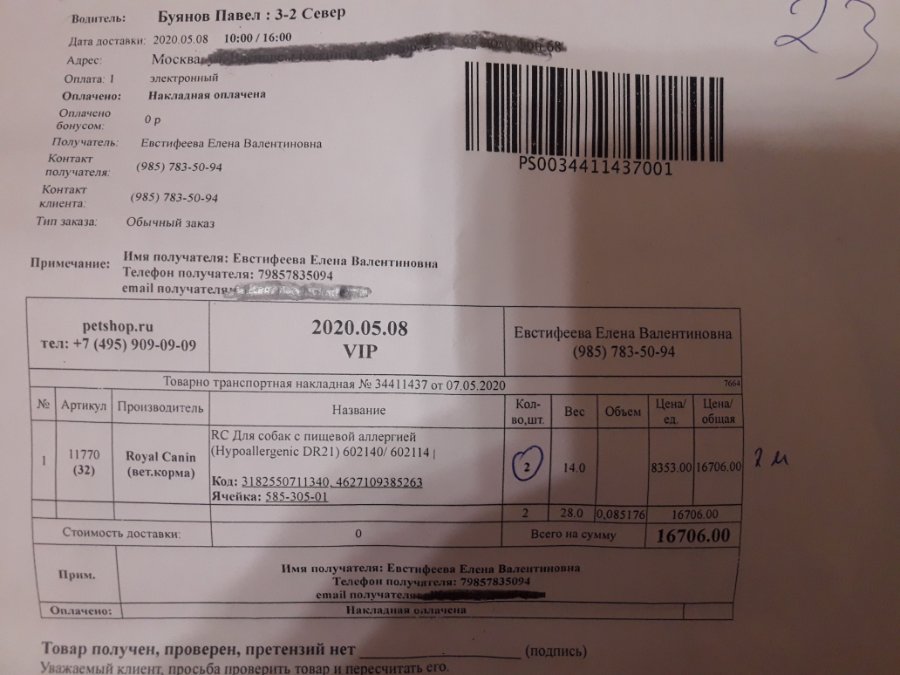 Водитель: Буянов Павел : 3-2 Север
23
Дата доставки: 2020.05.08 10:00 / 16:00
Адрес: Москва,
Оплата: 1 электронный
Оплачено: Накладная оплачена
Оплачено бонусом: 0 р
Получатель: Евстифеева Елена Валентиновна
Контакт получателя: (985) 783-50-94
Контакт клиента: (985) 783-50-94
Тип заказа: Обычный заказ
PS0034411437001
Примечание: Имя получателя: Евстифеева Елена Валентиновна
Телефон получателя: 79857835094
email получателя
petshop.ru
тел: +7 (495) 909-09-09
2020.05.08
VIP
Евстифеева Елена Валентиновна
(985) 783-50-94
Товарно транспортная накладная № 34411437 от 07.05.2020 7664
№ Артикул Производитель Название Кол-во,шт. Вес Объем Цена/ед. Цена/общая
1 11770 (32) Royal Canin (вет.корма)
RC Для собак с пищевой аллергией
(Hypoallergenic DR21) 602140/ 602114 |
Код: 3182550711340, 4627109385263
Ячейка: 585-305-01
2 14.0 8353.00 16706.00
2 28.0 0,085176 16706.00
Стоимость доставки: 0 Всего на сумму 16706.00
Прим. Имя получателя: Евстифеева Елена Валентиновна
Телефон получателя: 79857835094
email получателя
Оплачено: Накладная оплачена
Товар получен, проверен, претензий нет (подпись)
Уважаемый клиент, просьба проверить товар и пересчитать его.